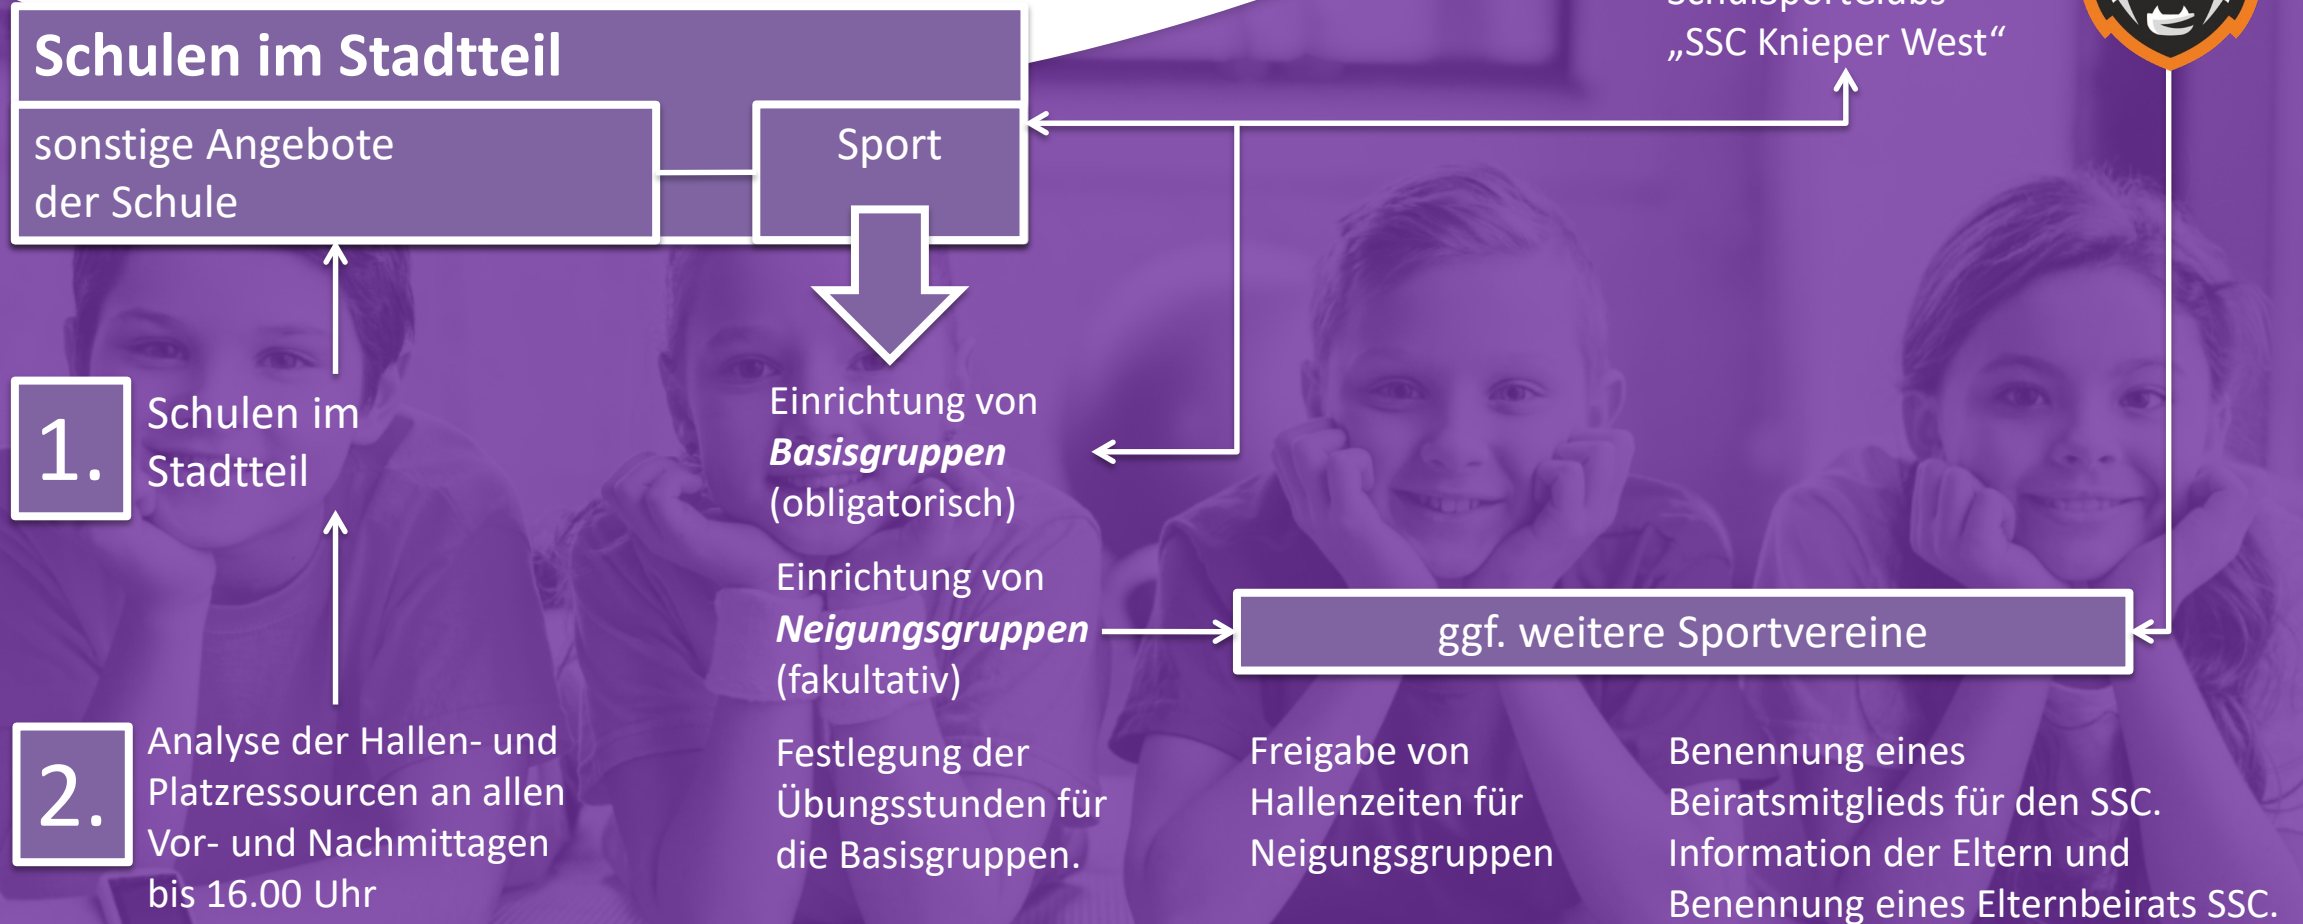 SchulSportClubs
„SSC Knieper West“
Schulen im Stadtteil
sonstige Angebote
der Schule
Sport
1.
Schulen im
Stadtteil
Einrichtung von
Basisgruppen
(obligatorisch)
Einrichtung von
Neigungsgruppen
(fakultativ)
ggf. weitere Sportvereine
2.
Analyse der Hallen- und
Platzressourcen an allen
Vor- und Nachmittagen
bis 16.00 Uhr
Festlegung der
Übungsstunden für
die Basisgruppen.
Freigabe von
Hallenzeiten für
Neigungsgruppen
Benennung eines
Beiratsmitglieds für den SSC.
Information der Eltern und
Benennung eines Elternbeirats SSC.